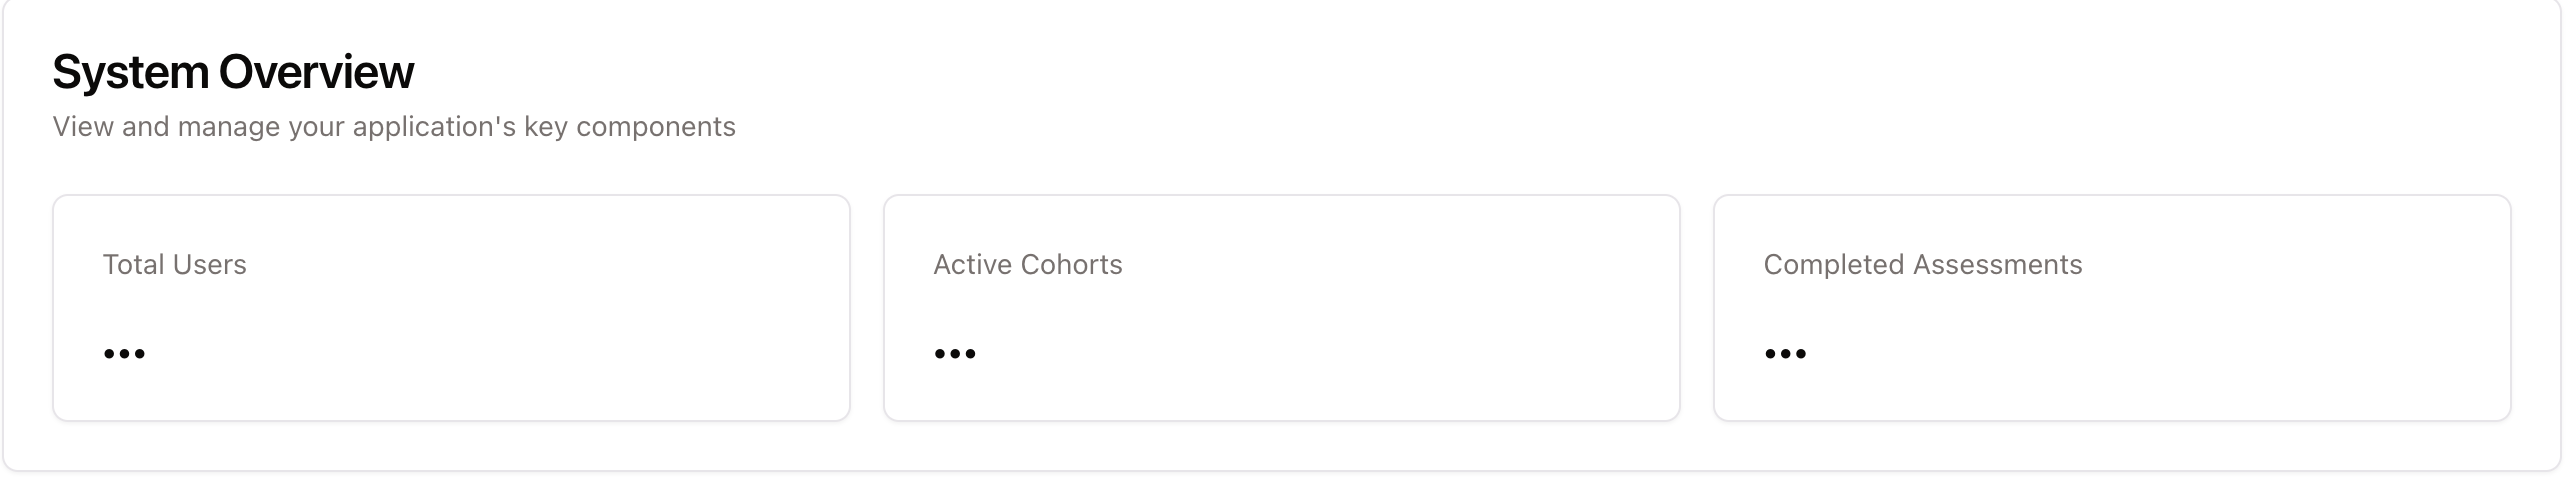 System Overview
View and manage your application's key components
Total Users
...
Active Cohorts
...
Completed Assessments
...